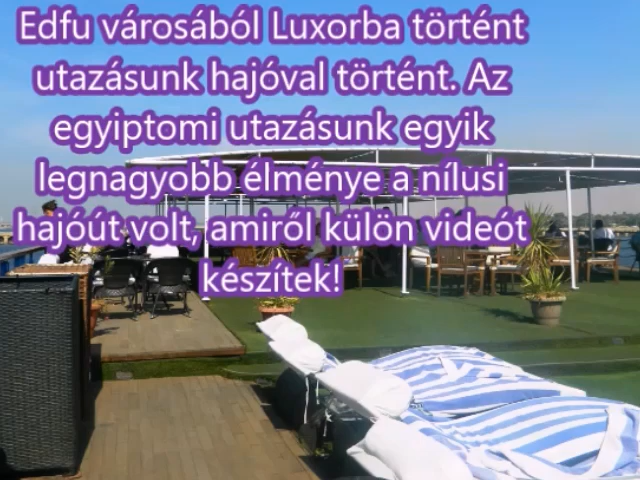 Edfu városából Luxorba történt
utazásunk hajóval történt. Az
egyiptomi utazásunk egyik
legnagyobb élménye a nílusi
hajóút volt, amiről külön videót
készítek!